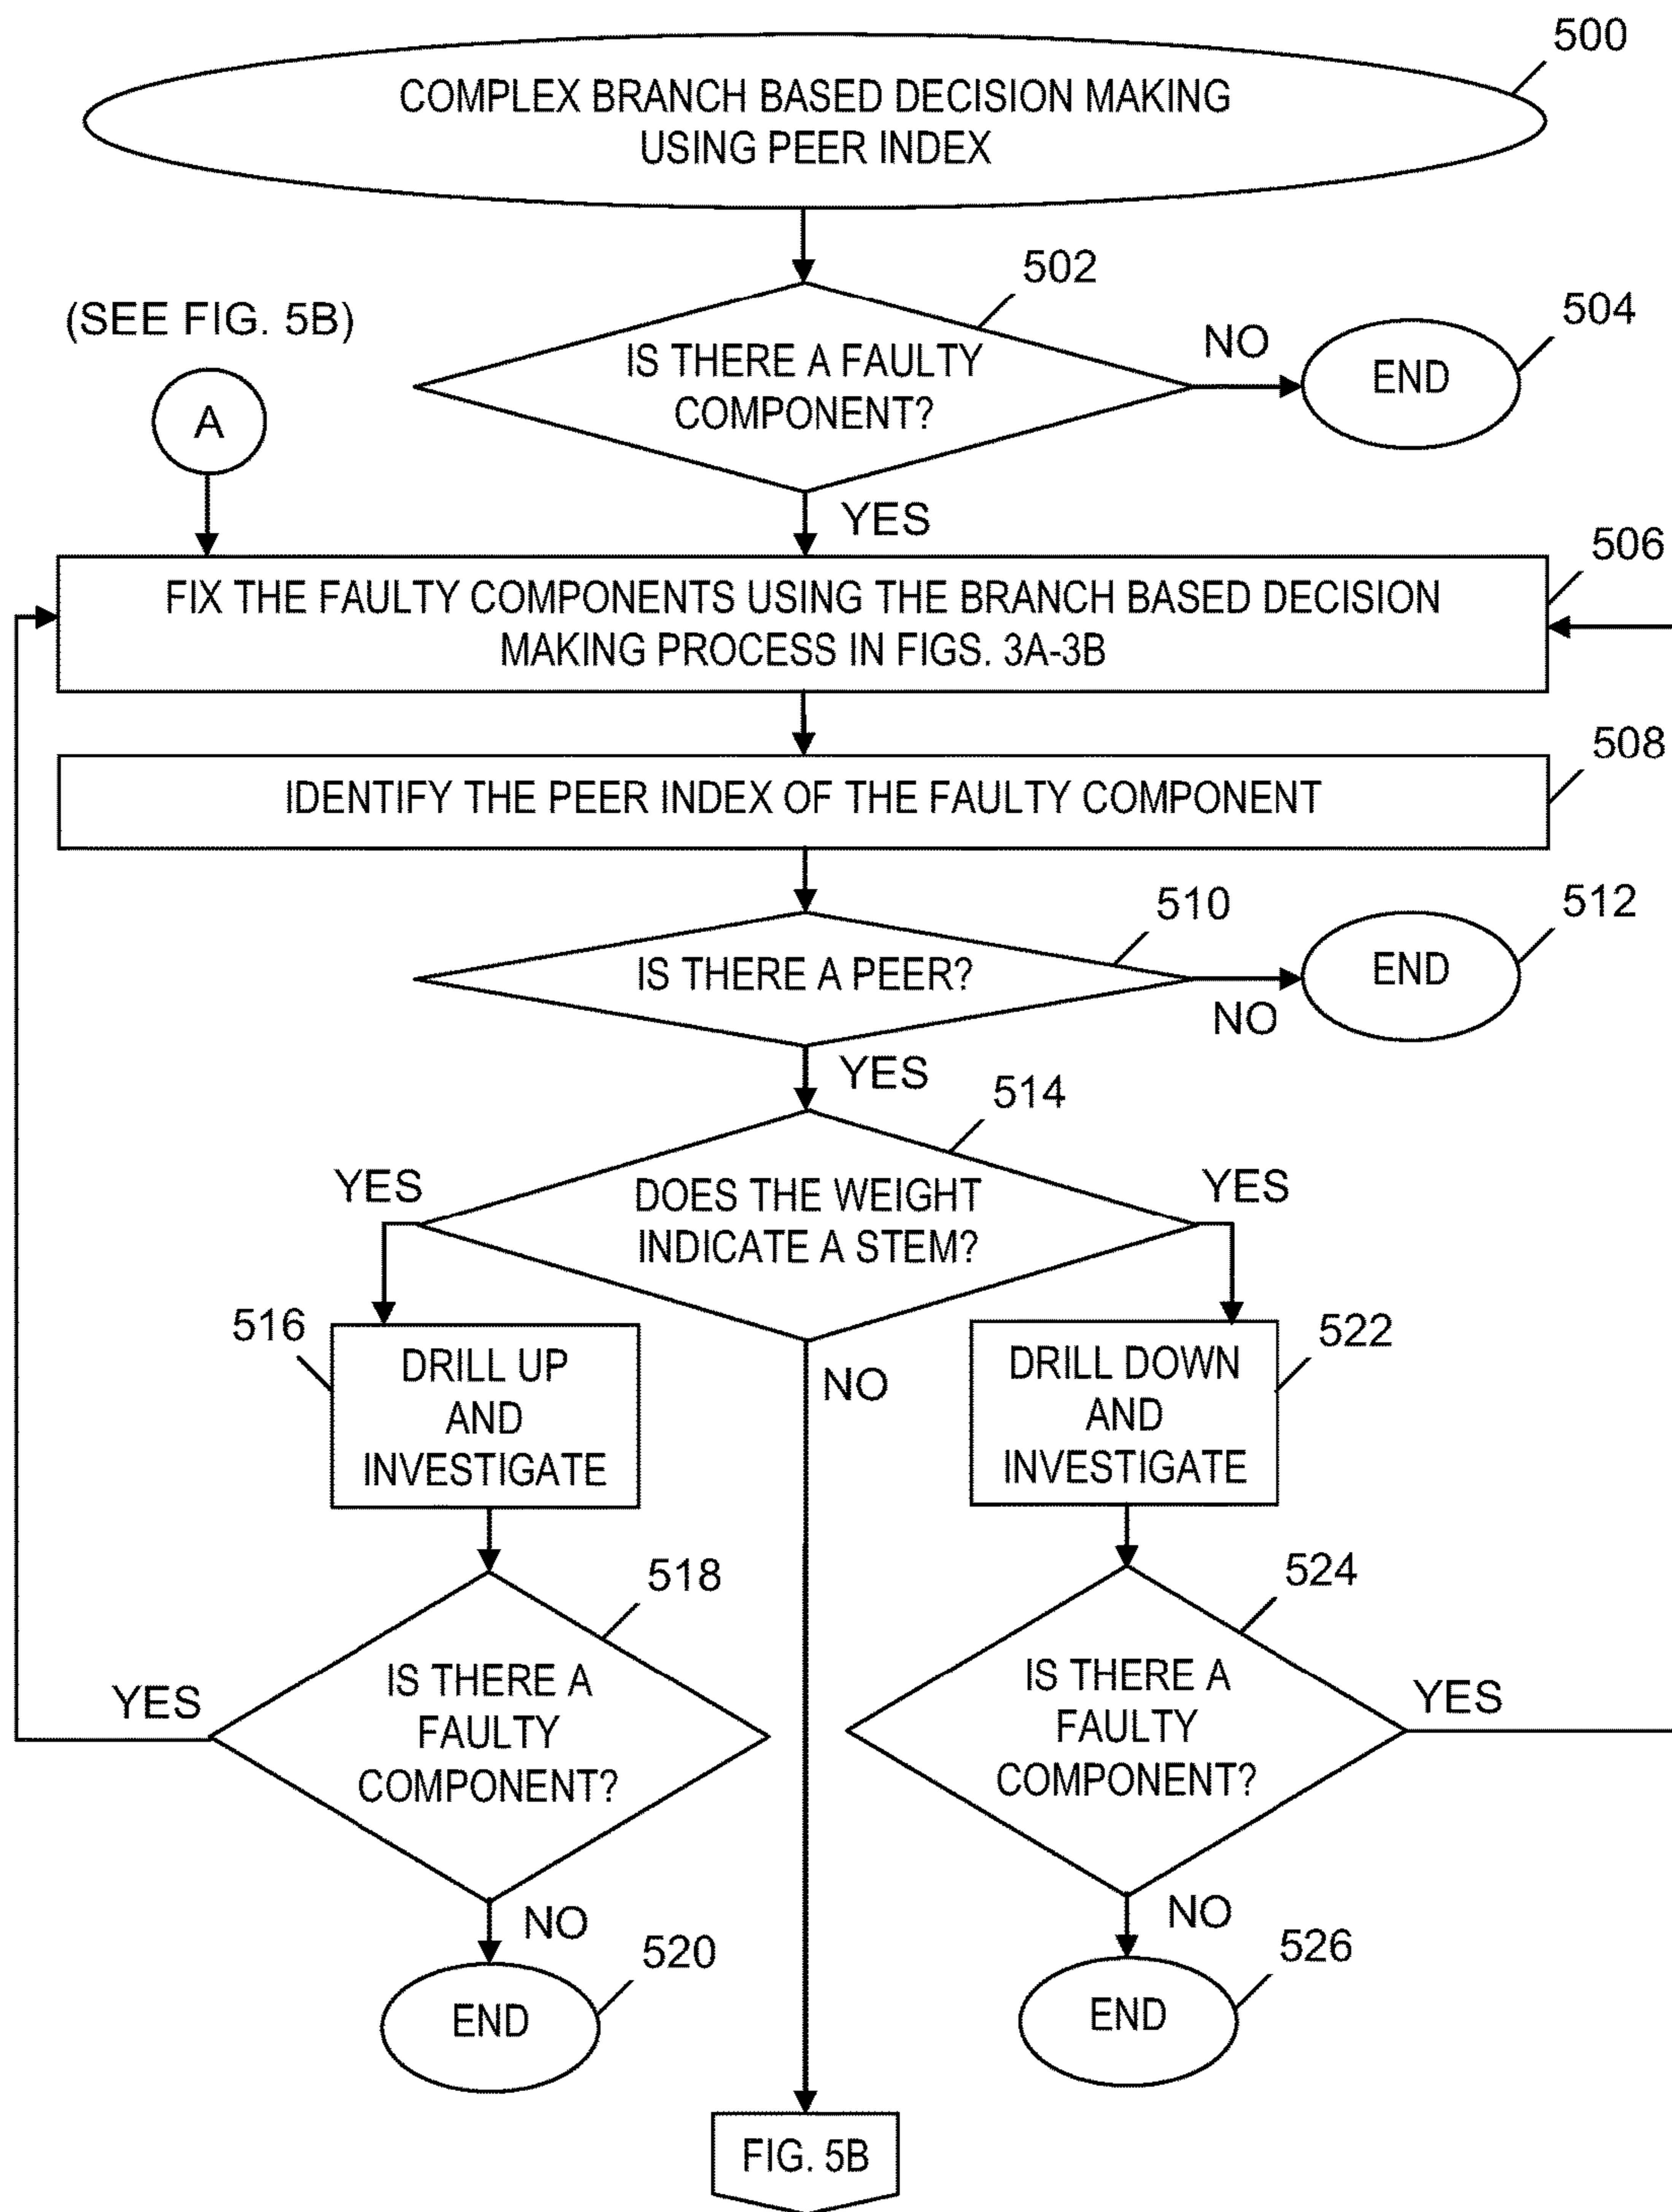 500
COMPLEX BRANCH BASED DECISION MAKING
USING PEER INDEX
502
(SEE FIG. 5B)
504
IS THERE A FAULTY
COMPONENT?
NO
END
A
YES
506
FIX THE FAULTY COMPONENTS USING THE BRANCH BASED DECISION
MAKING PROCESS IN FIGS. 3A-3B
508
IDENTIFY THE PEER INDEX OF THE FAULTY COMPONENT
510
512
IS THERE A PEER?
END
NO
YES
514
YES
YES
DOES THE WEIGHT
INDICATE A STEM?
516
522
DRILL UP
AND
INVESTIGATE
NO
DRILL DOWN
AND
INVESTIGATE
518
524
IS THERE A
FAULTY
COMPONENT?
YES
IS THERE A
FAULTY
COMPONENT?
YES
NO
NO
520
526
END
END
FIG. 5B